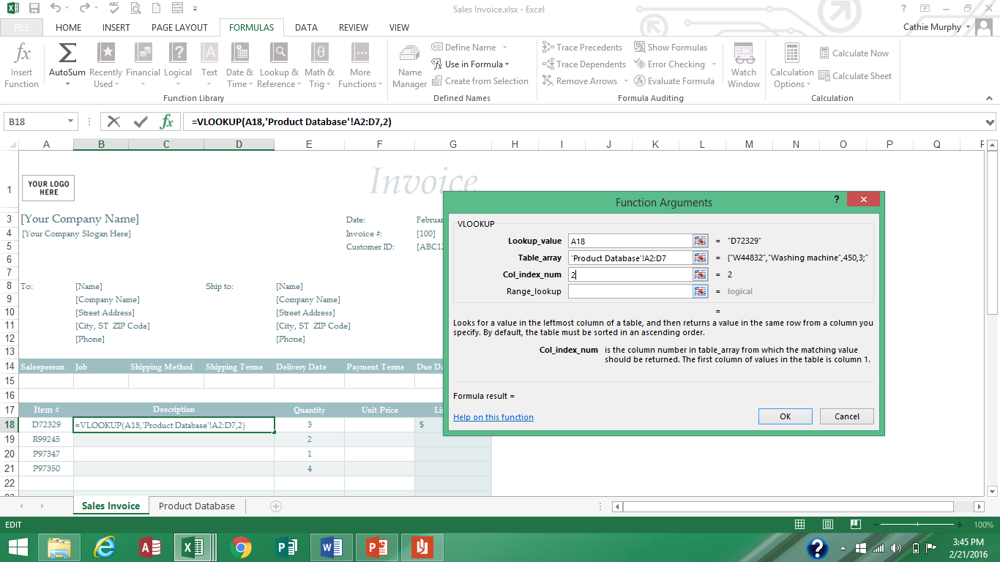 Sales Invoice.xlsx - Excel
FILE HOME INSERT PAGE LAYOUT FORMULAS DATA REVIEW VIEW Cathie Murphy
Insert Function
AutoSum
Recently Used
Financial
Logical
Text
Date & Time
Lookup & Reference
Math & Trig
More Functions
Function Library
Name Manager
Define Name
Use in Formula
Create from Selection
Defined Names
Trace Precedents
Trace Dependents
Remove Arrows
Show Formulas
Error Checking
Evaluate Formula
Formula Auditing
Watch Window
Calculation Options
Calculate Now
Calculate Sheet
Calculation
B18 =VLOOKUP(A18,'Product Database'!A2:D7,2)
A B C D E F G H I J K L M N O P Q
1 YOUR LOGO HERE Invoice
3 [Your Company Name] Date: Februar
4 [Your Company Slogan Here] Invoice #: [100]
5 Customer ID: [ABC12
6
7
8 To: [Name] Ship to: [Name]
9 [Company Name] [Company Name]
10 [Street Address] [Street Address]
11 [City, ST ZIP Code] [City, ST ZIP Code]
12 [Phone] [Phone]
13
14 Salesperson Job Shipping Method Shipping Terms Delivery Date Payment Terms Due Da
15
16
17 Item # Description Quantity Unit Price Li
18 D72329 =VLOOKUP(A18,'Product Database'!A2:D7,2) 3 $
19 R99245 2
20 P97347 1
21 P97350 4
22
Function Arguments
VLOOKUP
Lookup_value A18 = "D72329"
Table_array 'Product Database'!A2:D7 = {"W44832","Washing machine",450,3;"
Col_index_num 2 = 2
Range_lookup = logical
=
Looks for a value in the leftmost column of a table, and then returns a value in the same row from a column you
specify. By default, the table must be sorted in an ascending order.
Col_index_num is the column number in table_array from which the matching value
should be returned. The first column of values in the table is column 1.
Formula result =
Help on this function
OK Cancel
Sales Invoice Product Database
EDIT 100%
3:45 PM
2/21/2016